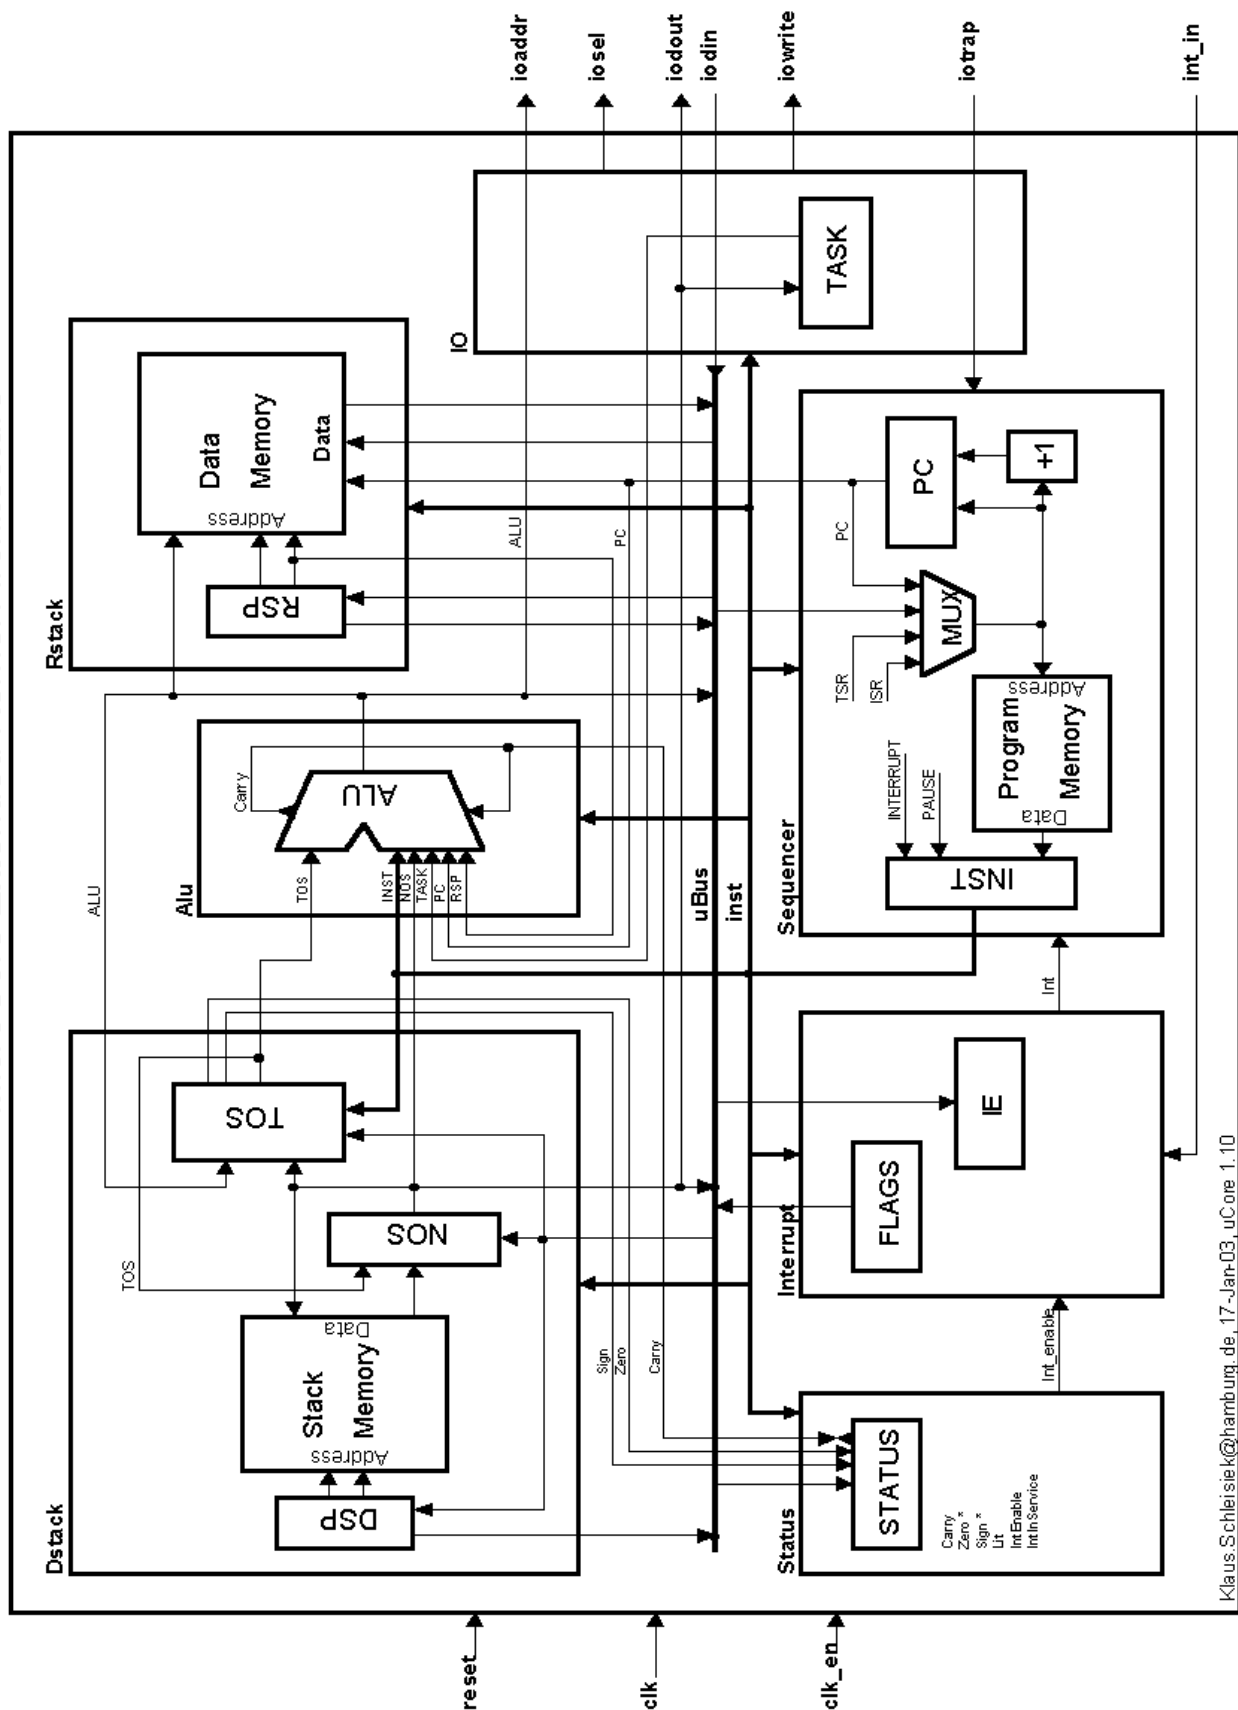 Dstack
DSP
Stack
Memory
Address
Data
TOS
NOS
TOS
ALU
Alu
ALU
Carry
TOS
INST
NOS
TASK
PC
RSP
Rstack
RSP
Data
Memory
Address
Data
ALU
PC
Sign
Zero
Carry
uBus
inst
IO
TASK
ioaddr
iosel
iodout
iodin
iowrite
iotrap
int_in
reset
clk
clk_en
Status
STATUS
Carry
Zero *
Sign *
Lit
IntEnable
IntInService
Int_enable
Interrupt
FLAGS
IE
Int
Sequencer
INTERRUPT
PAUSE
INST
Program
Memory
Data
Address
TSR
ISR
MUX
PC
PC
+1
Klaus.Schleisiek@hamburg.de, 17-Jan-03, uCore 1.10